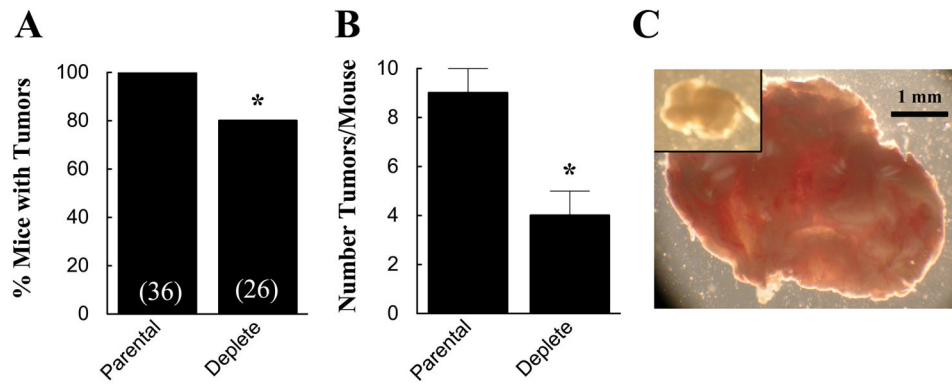 A
% Mice with Tumors
100
80
60
40
20
0
*
(36)
(26)
Parental
Deplete
B
Number Tumors/Mouse
10
8
6
4
2
0
*
Parental
Deplete
C
1 mm